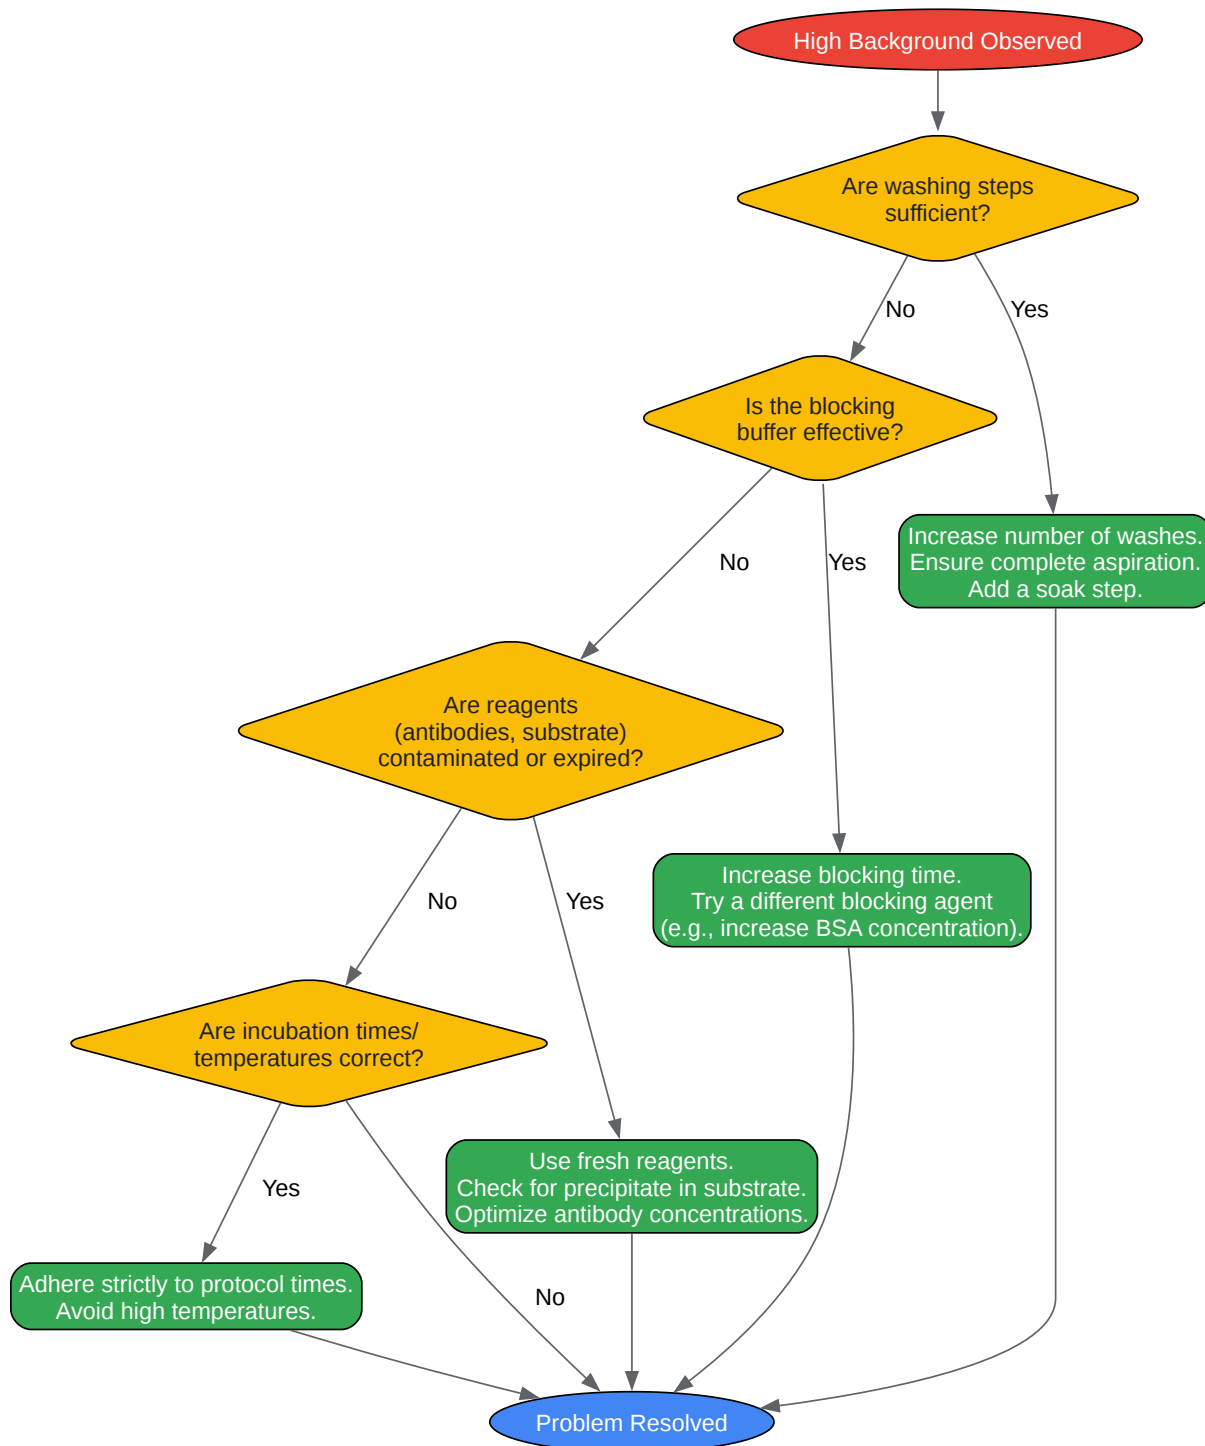 High Background Observed
Are washing steps
sufficient?
No
Yes
Is the blocking
buffer effective?
Increase number of washes.
Ensure complete aspiration.
Add a soak step.
No
Yes
Are reagents
(antibodies, substrate)
contaminated or expired?
Increase blocking time.
Try a different blocking agent
(e.g., increase BSA concentration).
No
Yes
Are incubation times/
temperatures correct?
Use fresh reagents.
Check for precipitate in substrate.
Optimize antibody concentrations.
Yes
No
Adhere strictly to protocol times.
Avoid high temperatures.
Problem Resolved